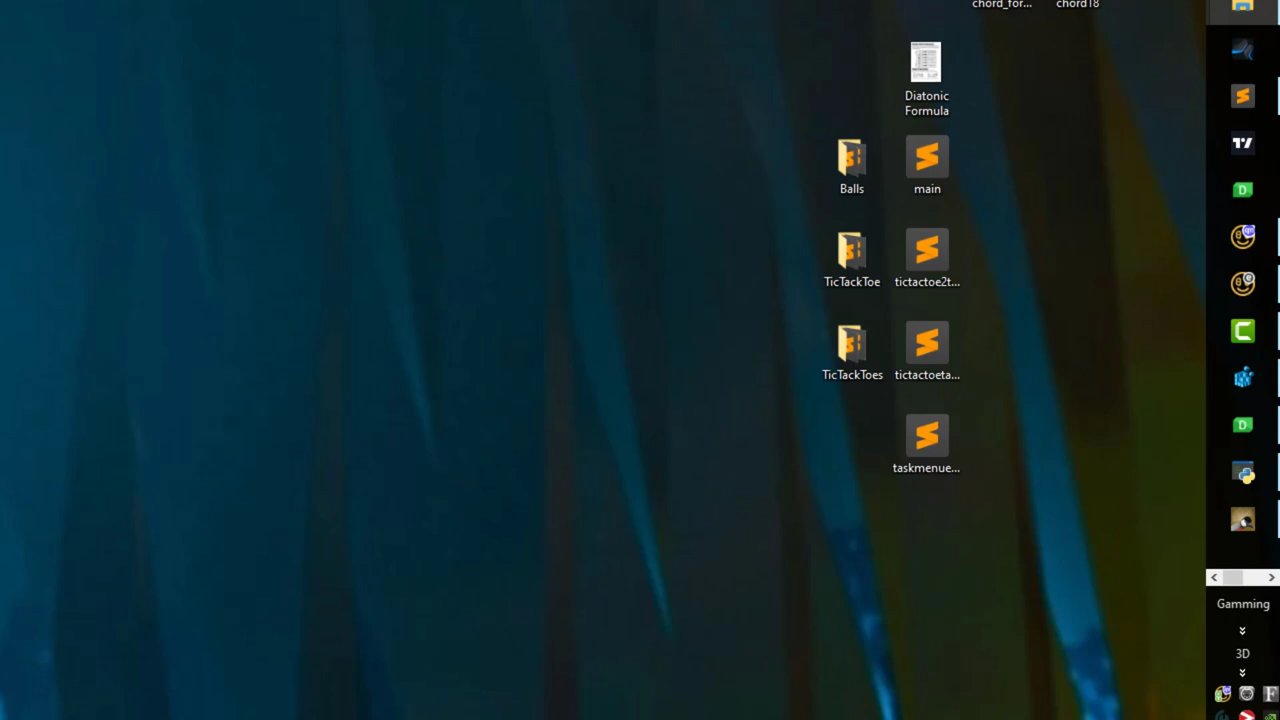 chord_for...
chord18
Diatonic
Formula
Balls
main
TicTackToe
tictactoe2t...
TicTackToes
tictactoeta...
taskmenue...
Gamming
3D